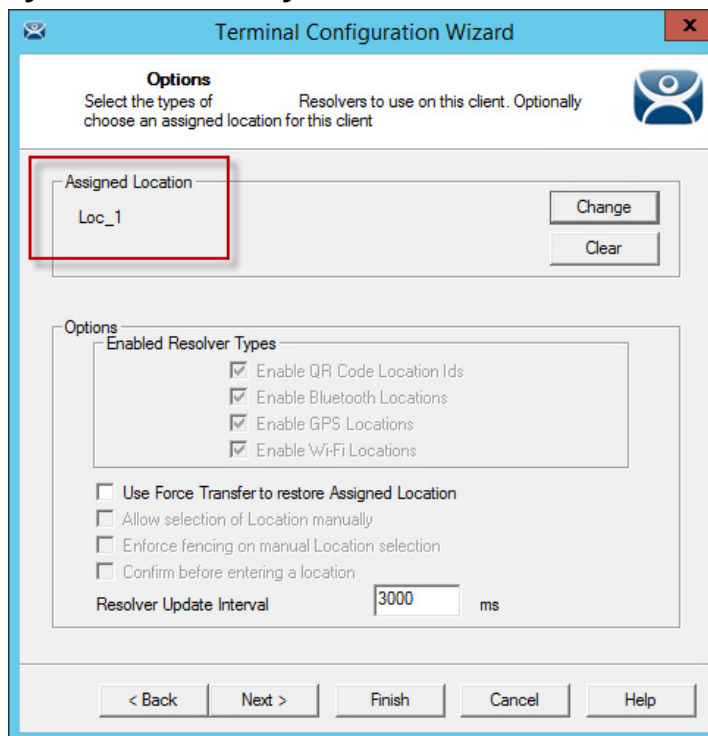 Terminal Configuration Wizard
x
Options
Select the types of Resolvers to use on this client. Optionally
choose an assigned location for this client
Assigned Location
Loc_1
Change
Clear
Options
Enabled Resolver Types
Enable QR Code Location Ids
Enable Bluetooth Locations
Enable GPS Locations
Enable Wi-Fi Locations
Use Force Transfer to restore Assigned Location
Allow selection of Location manually
Enforce fencing on manual Location selection
Confirm before entering a location
Resolver Update Interval 3000 ms
< Back Next > Finish Cancel Help